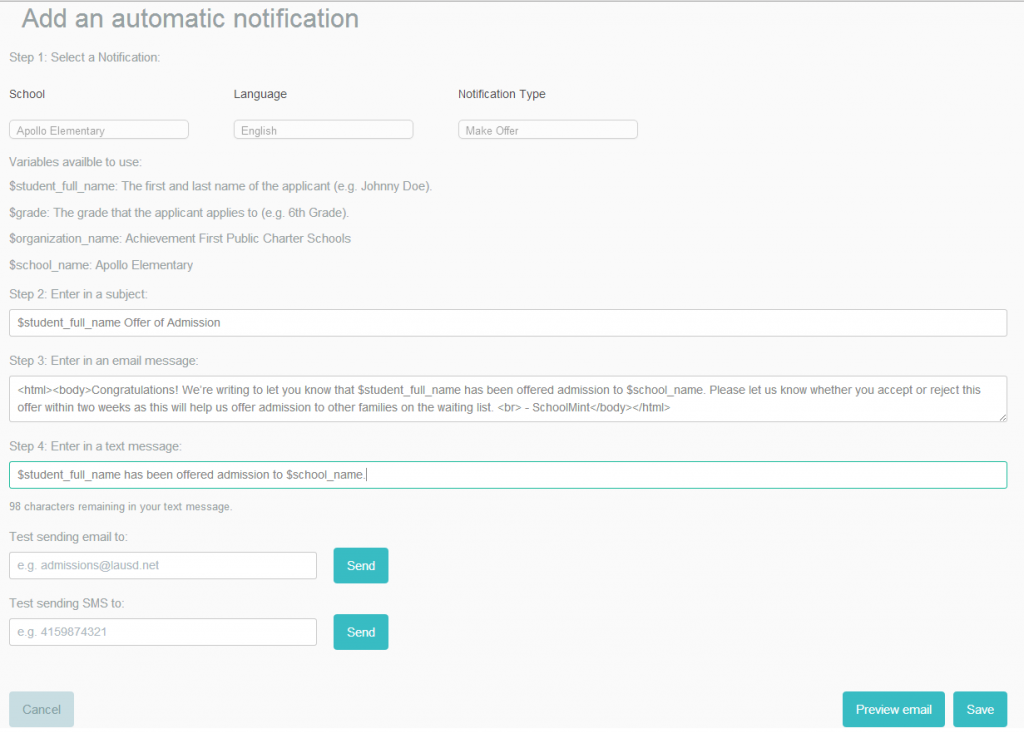 Add an automatic notification
Step 1: Select a Notification:
School Language Notification Type
Apollo Elementary English Make Offer
Variables availble to use:
$student_full_name: The first and last name of the applicant (e.g. Johnny Doe).
$grade: The grade that the applicant applies to (e.g. 6th Grade).
$organization_name: Achievement First Public Charter Schools
$school_name: Apollo Elementary
Step 2: Enter in a subject:
$student_full_name Offer of Admission
Step 3: Enter in an email message:
<html><body>Congratulations! We're writing to let you know that $student_full_name has been offered admission to $school_name. Please let us know whether you accept or reject this
offer within two weeks as this will help us offer admission to other families on the waiting list. <br> - SchoolMint</body></html>
Step 4: Enter in a text message:
$student_full_name has been offered admission to $school_name.
98 characters remaining in your text message.
Test sending email to:
e.g. admissions@lausd.net Send
Test sending SMS to:
e.g. 4159874321 Send
Cancel Preview email Save